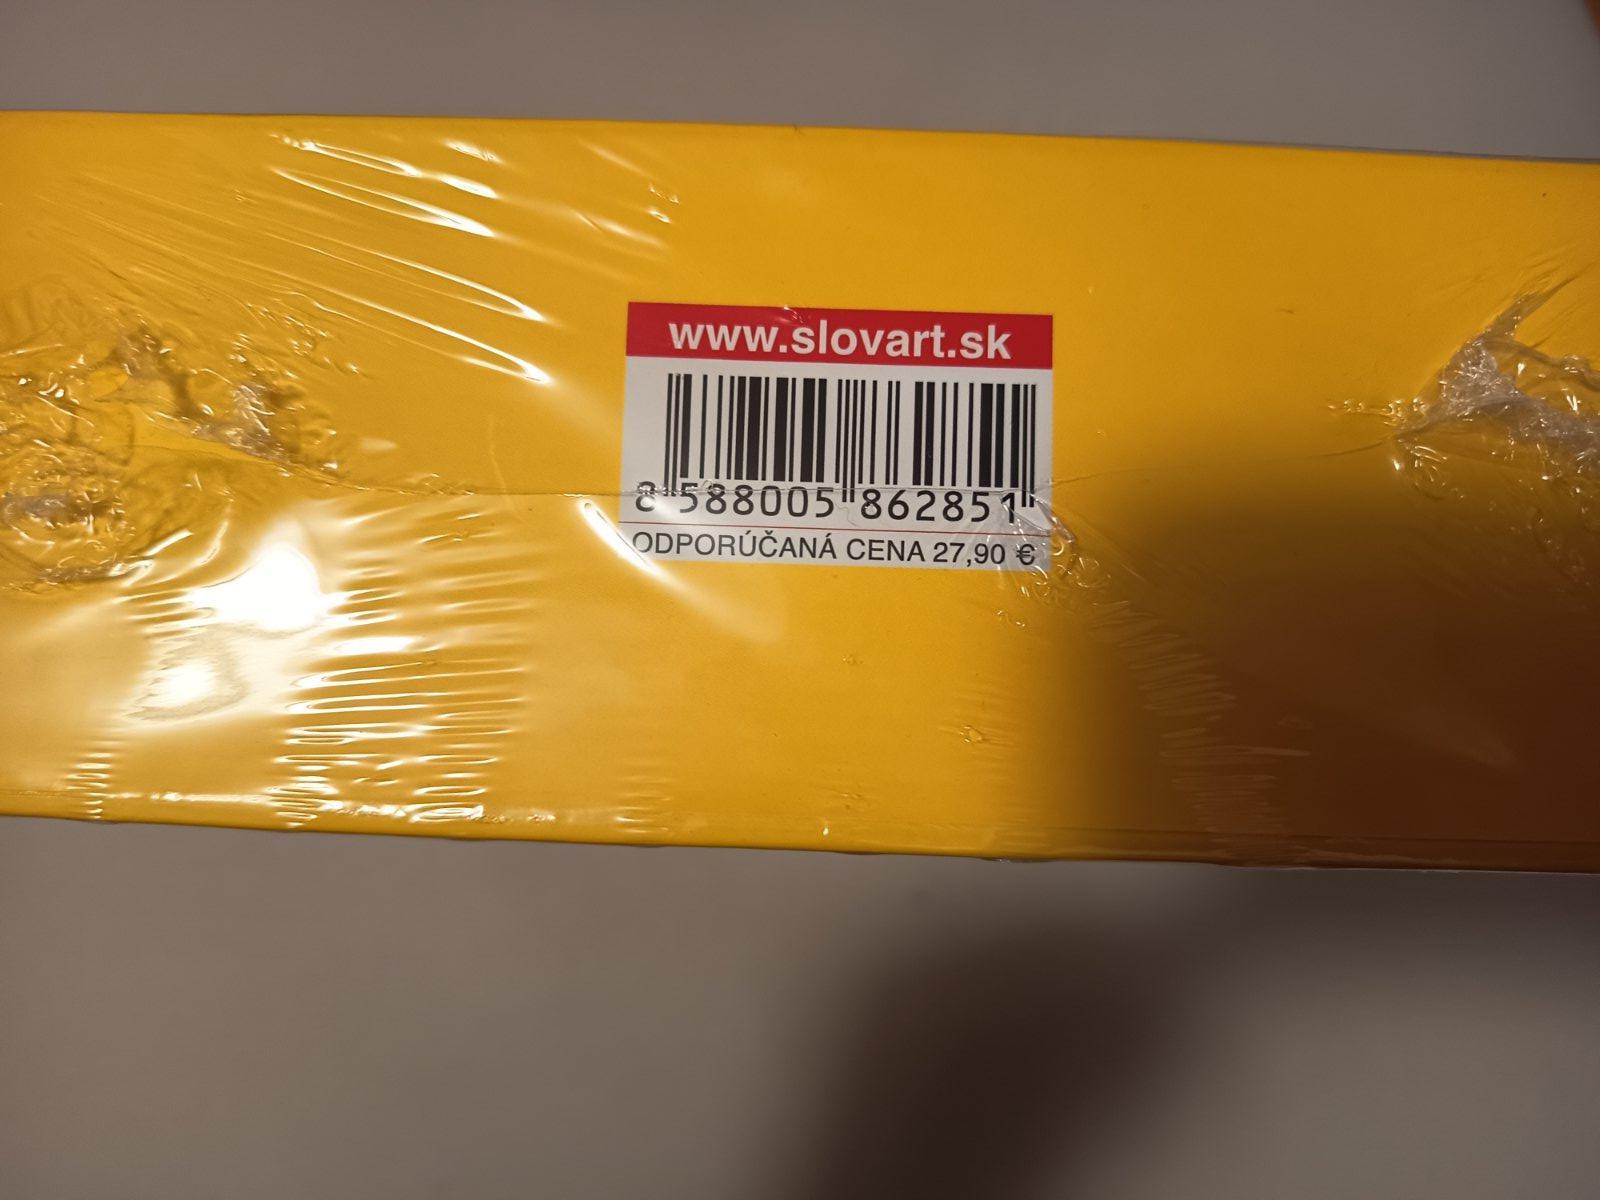 www.slovart.sk
8 588005 862851
ODPORÚČANÁ CENA 27,90 €